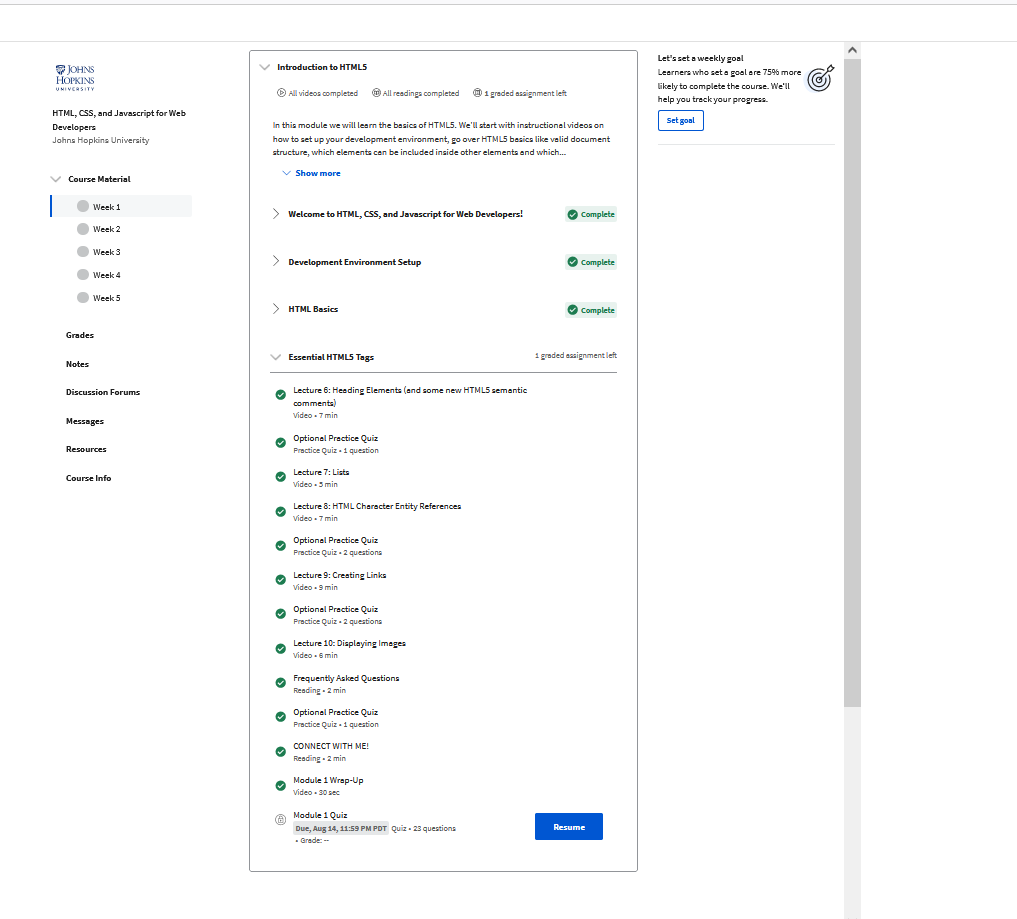 JOHNS
HOPKINS
UNIVERSITY
HTML, CSS, and Javascript for Web
Developers
Johns Hopkins University
Course Material
Week 1
Week 2
Week 3
Week 4
Week 5
Grades
Notes
Discussion Forums
Messages
Resources
Course Info
Introduction to HTML5
All videos completed All readings completed 1 graded assignment left
In this module we will learn the basics of HTML5. We'll start with instructional videos on
how to set up your development environment, go over HTML5 basics like valid document
structure, which elements can be included inside other elements and which...
Show more
Welcome to HTML, CSS, and Javascript for Web Developers! Complete
Development Environment Setup Complete
HTML Basics Complete
Essential HTML5 Tags 1 graded assignment left
Lecture 6: Heading Elements (and some new HTML5 semantic
comments)
Video • 7 min
Optional Practice Quiz
Practice Quiz • 1 question
Lecture 7: Lists
Video • 5 min
Lecture 8: HTML Character Entity References
Video • 7 min
Optional Practice Quiz
Practice Quiz • 2 questions
Lecture 9: Creating Links
Video • 9 min
Optional Practice Quiz
Practice Quiz • 2 questions
Lecture 10: Displaying Images
Video • 6 min
Frequently Asked Questions
Reading • 2 min
Optional Practice Quiz
Practice Quiz • 1 question
CONNECT WITH ME!
Reading • 2 min
Module 1 Wrap-Up
Video • 30 sec
Module 1 Quiz
Due, Aug 14, 11:59 PM PDT Quiz • 23 questions
• Grade: --
Resume
Let's set a weekly goal
Learners who set a goal are 75% more
likely to complete the course. We'll
help you track your progress.
Set goal